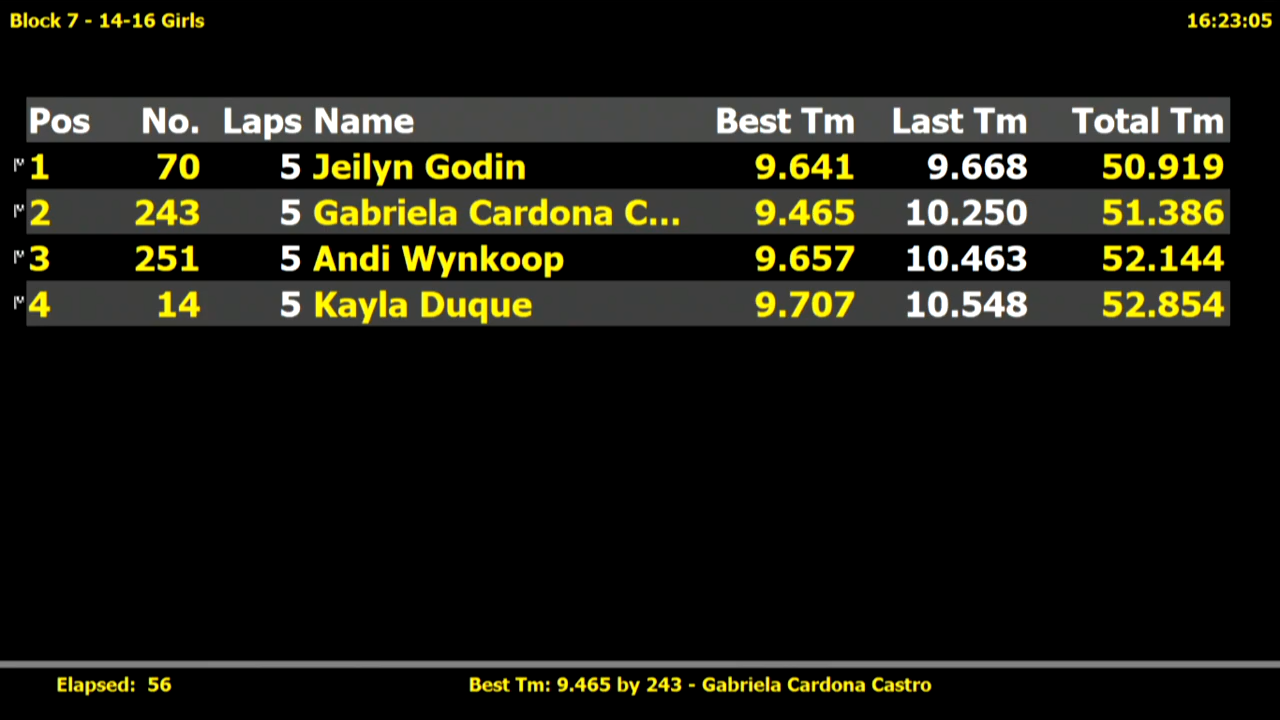 Block 7 - 14-16 Girls 16:23:05
Pos No. Laps Name Best Tm Last Tm Total Tm
1 70 5 Jeilyn Godin 9.641 9.668 50.919
2 243 5 Gabriela Cardona C... 9.465 10.250 51.386
3 251 5 Andi Wynkoop 9.657 10.463 52.144
4 14 5 Kayla Duque 9.707 10.548 52.854
Elapsed: 56 Best Tm: 9.465 by 243 - Gabriela Cardona Castro